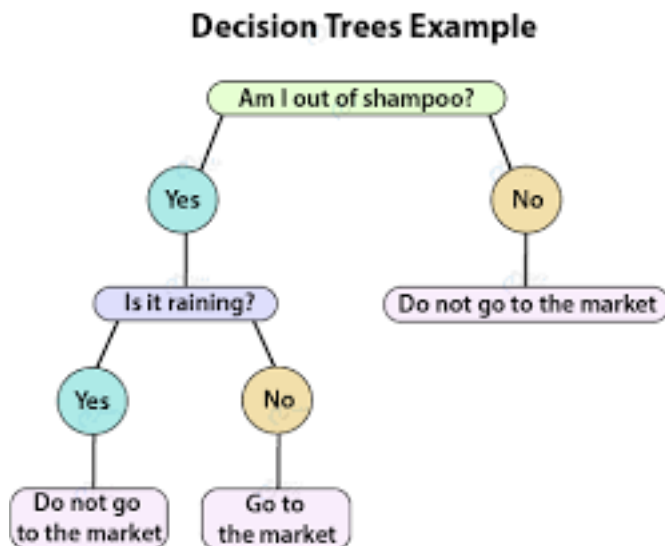 Decision Trees Example
Am I out of shampoo?
Yes
No
Is it raining?
Do not go to the market
Yes
No
Do not go
to the market
Go to
the market